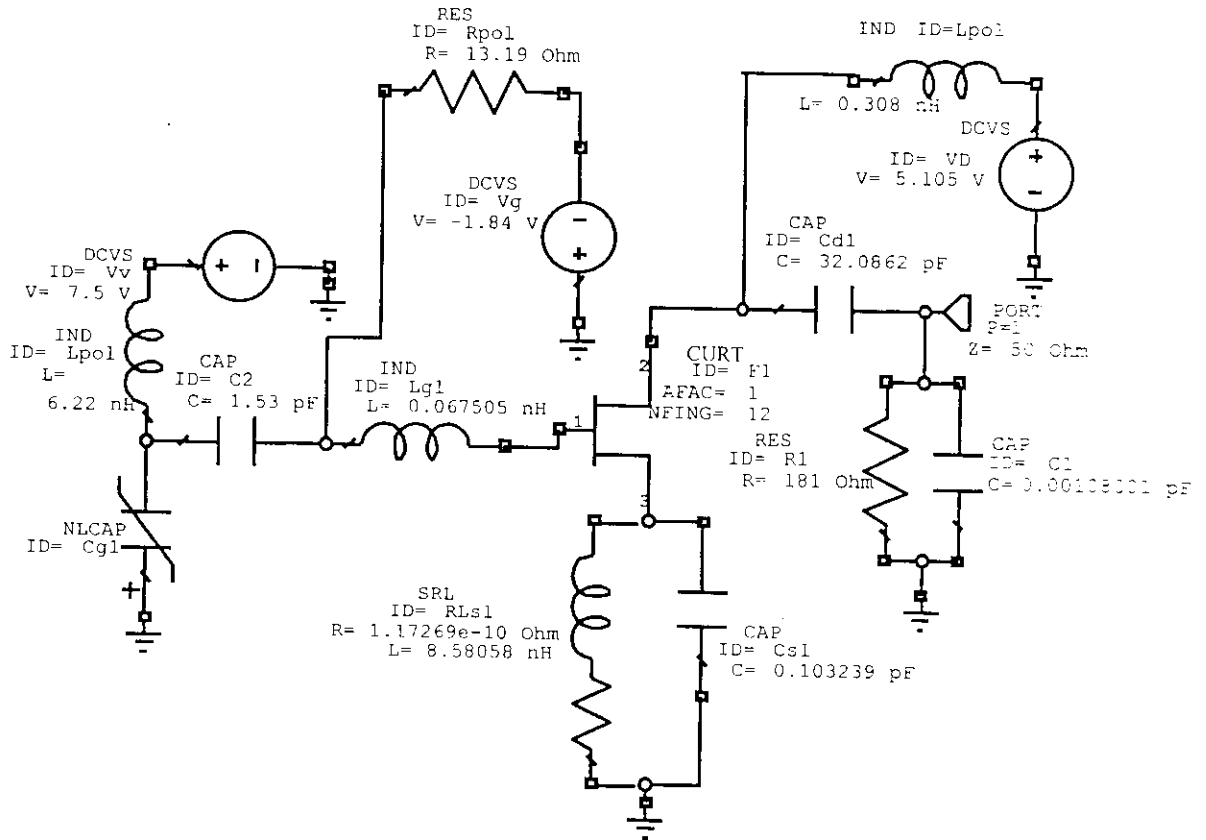 RES
ID= Rpol
R= 13.19 Ohm
IND ID=Lpol
L= 0.308 nH
DCVS
ID= VD
V= 5.105 V
+
−
DCVS
ID= Vg
V= -1.84 V
−
+
CAP
ID= Cd1
C= 32.0862 pF
DCVS
ID= Vv
V= 7.5 V
+
−
IND
ID= Lpol
L=
6.22 nH
CAP
ID= C2
C= 1.53 pF
IND
ID= Lg1
L= 0.067505 nH
1
2
3
CURT
ID= F1
AFAC= 1
NFING= 12
PORT
P=1
Z= 50 Ohm
RES
ID= R1
R= 181 Ohm
CAP
ID= C1
pF
NLCAP
ID= Cg1
+
SRL
ID= RLs1
R= 1.17269e-10 Ohm
L= 8.58058 nH
CAP
ID= Cs1
C= 0.103239 pF